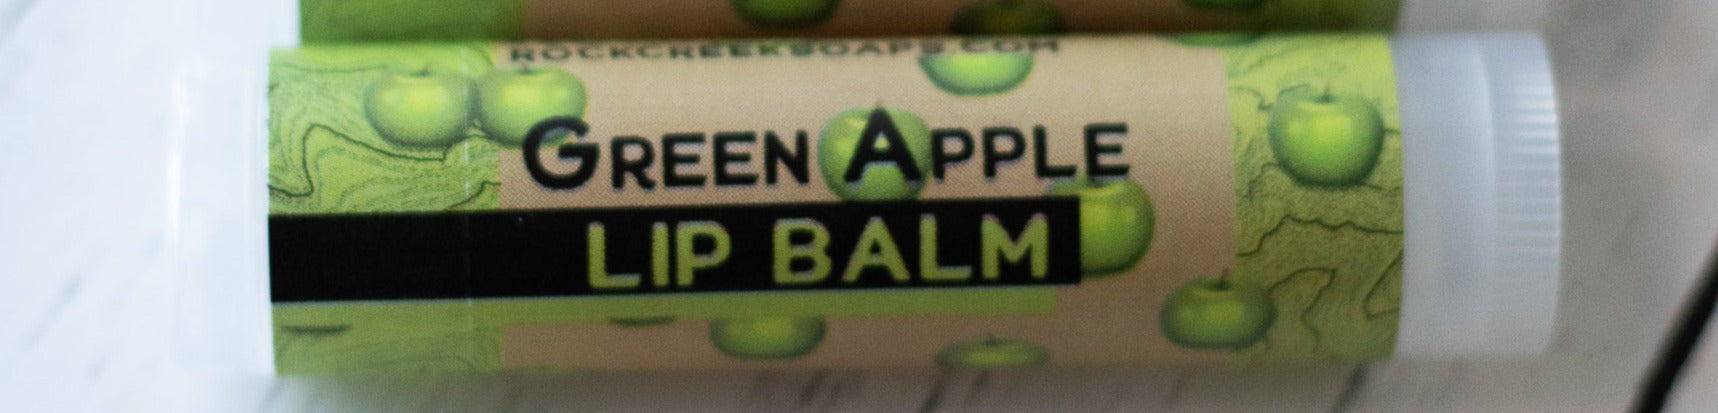 ROCKCREEKSOAPS.COM
GREEN APPLE
LIP BALM